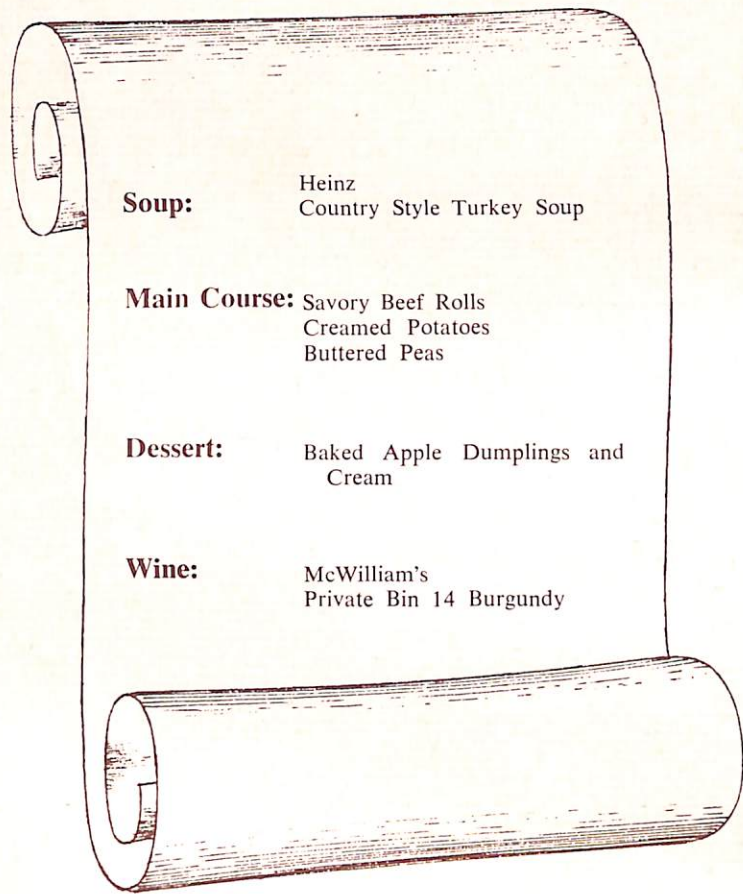 Soup:
Heinz
Country Style Turkey Soup
Main Course: Savory Beef Rolls
Creamed Potatoes
Buttered Peas
Dessert: Baked Apple Dumplings and
Cream
Wine: McWilliam's
Private Bin 14 Burgundy